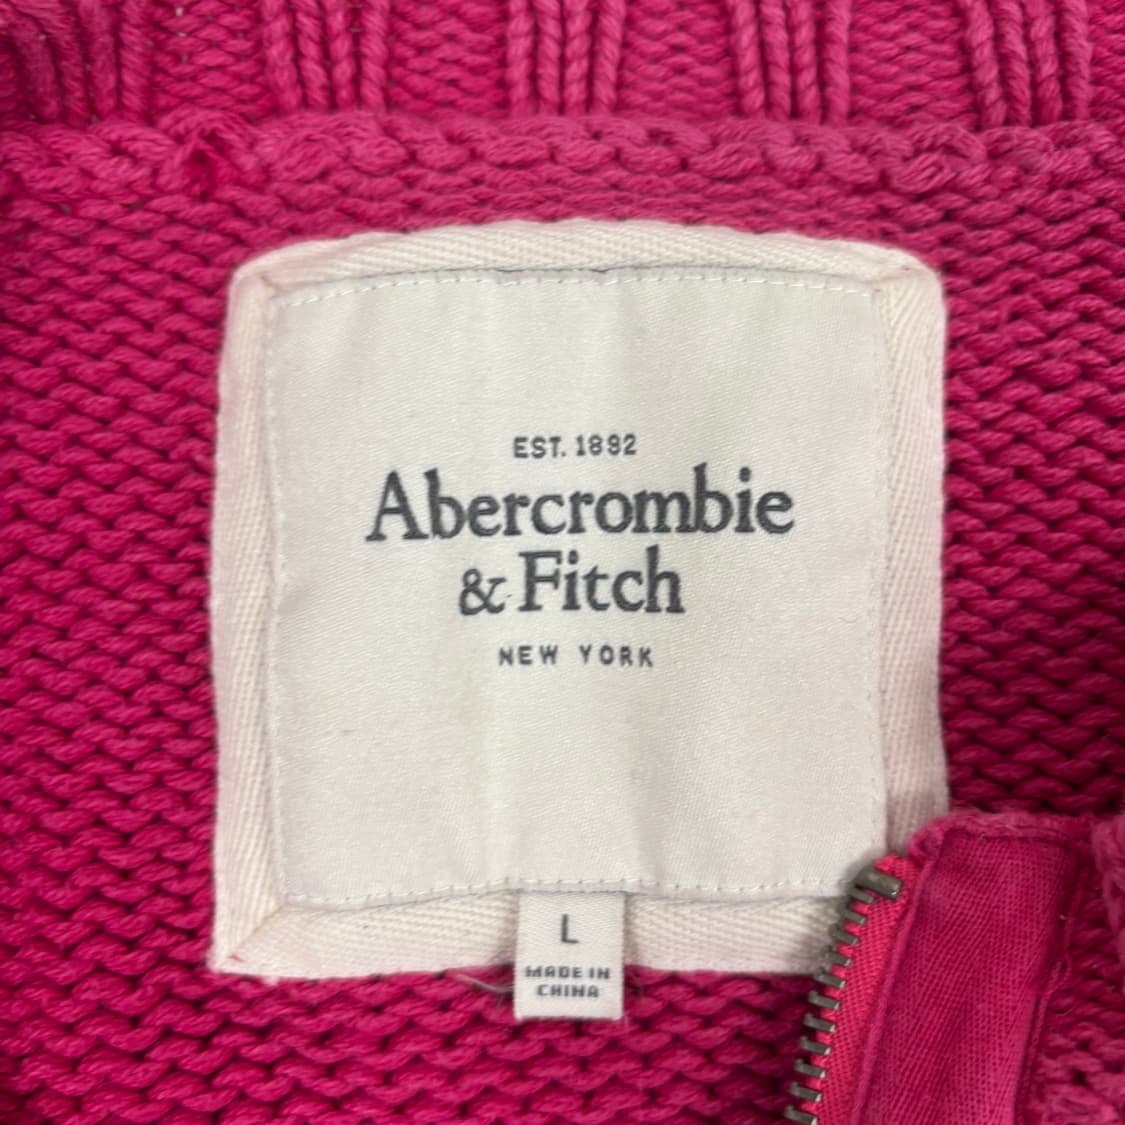 EST. 1892
Abercrombie
& Fitch
NEW YORK
L
MADE IN
CHINA